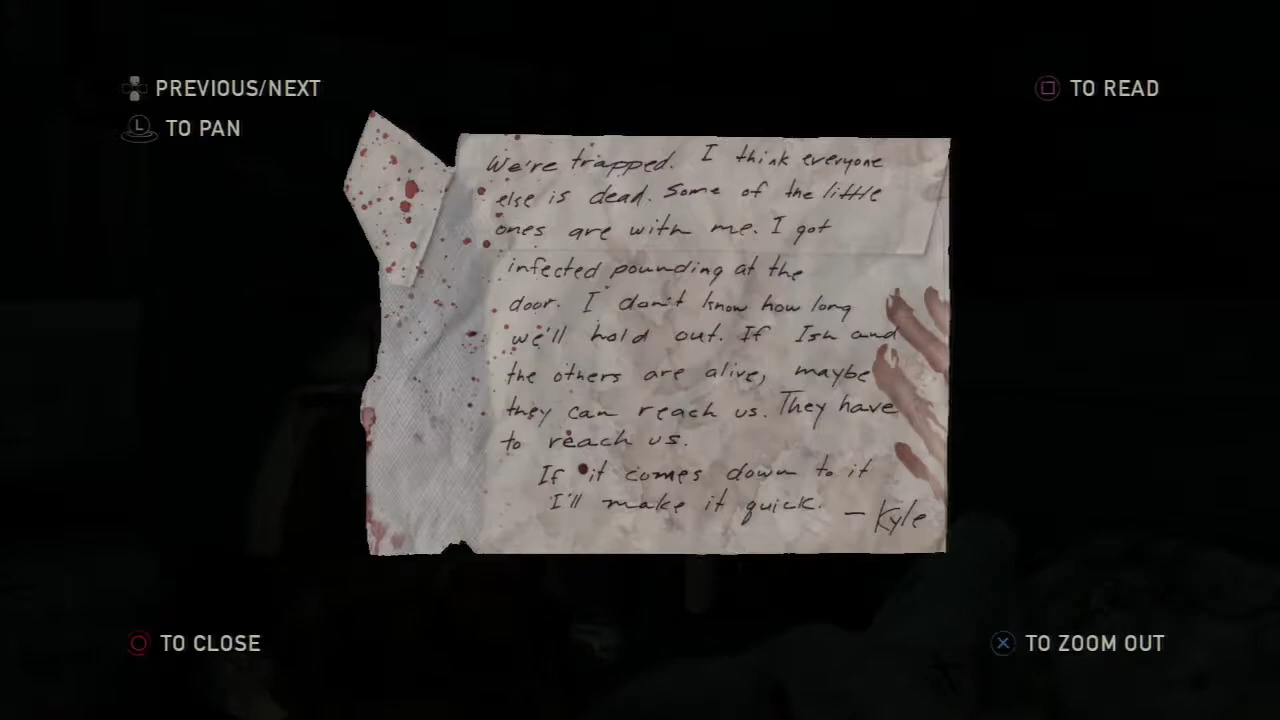 PREVIOUS/NEXT
L TO PAN
TO READ
We're trapped. I think everyone
else is dead. Some of the little
ones are with me. I got
infected pounding at the
door. I don't know how long
we'll hold out. If Ish and
the others are alive, maybe
they can reach us. They have
to reach us.
If it comes down to it
I'll make it quick. - Kyle
TO CLOSE
TO ZOOM OUT